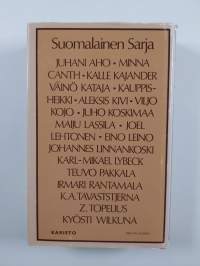 Suomalainen Sarja
JUHANI AHO • MINNA
CANTH • KALLE KAJANDER
VÄINÖ KATAJA • KAUPPIS-
HEIKKI • ALEKSIS KIVI • VILJO
KOJO • JUHO KOSKIMAA
MAIJU LASSILA • JOEL
LEHTONEN • EINO LEINO
JOHANNES LINNANKOSKI
KARL-MIKAEL LYBECK
TEUVO PAKKALA
IRMARI RANTAMALA
K.A. TAVASTSTJERNA
Z. TOPELIUS
KYÖSTI WILKUNA
KARISTO